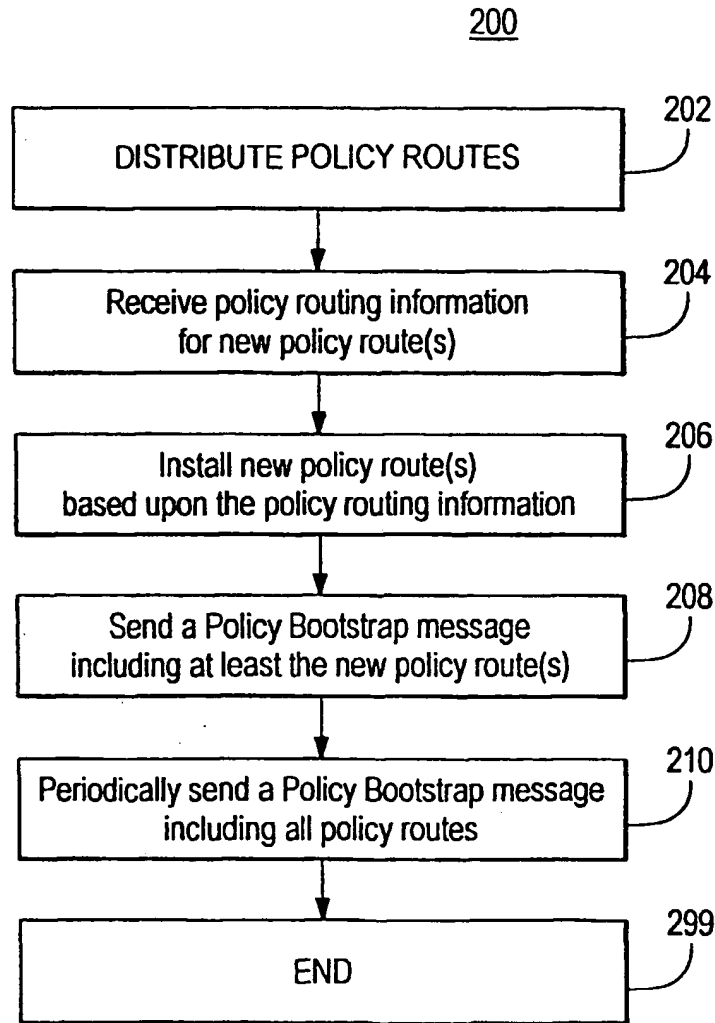 200
202
DISTRIBUTE POLICY ROUTES
204
Receive policy routing information
for new policy route(s)
206
Install new policy route(s)
based upon the policy routing information
208
Send a Policy Bootstrap message
including at least the new policy route(s)
210
Periodically send a Policy Bootstrap message
including all policy routes
299
END